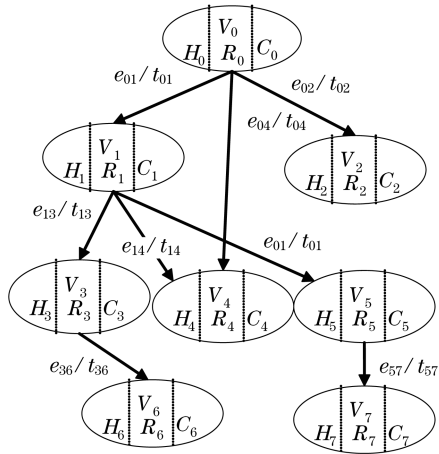 V₀
H₀ R₀ C₀
e₀₁/t₀₁
e₀₂/t₀₂
e₀₄/t₀₄
V₁
H₁ R₁ C₁
V₂
H₂ R₂ C₂
e₁₃/t₁₃
e₁₄/t₁₄
e₀₁/t₀₁
V₃
H₃ R₃ C₃
V₄
H₄ R₄ C₄
V₅
H₅ R₅ C₅
e₃₆/t₃₆
e₅₇/t₅₇
V₆
H₆ R₆ C₆
V₇
H₇ R₇ C₇